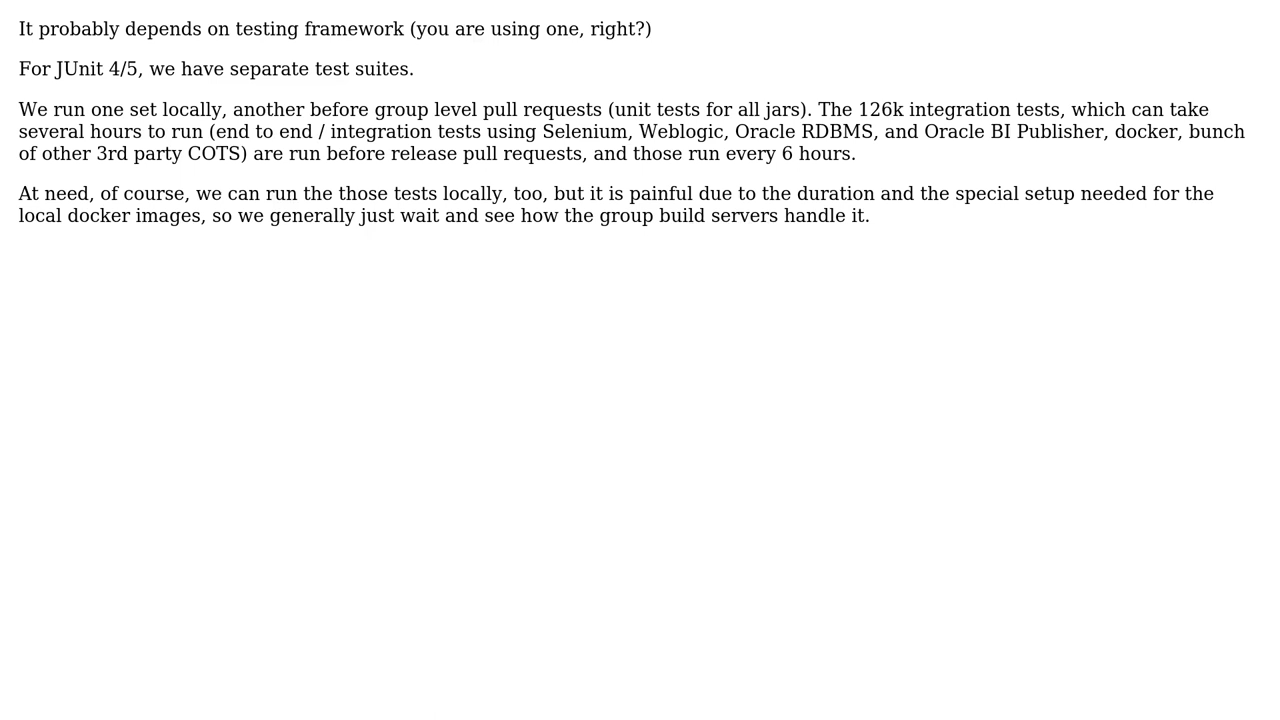 It probably depends on testing framework (you are using one, right?)
For JUnit 4/5, we have separate test suites.
We run one set locally, another before group level pull requests (unit tests for all jars). The 126k integration tests, which can take
several hours to run (end to end / integration tests using Selenium, Weblogic, Oracle RDBMS, and Oracle BI Publisher, docker, bunch
of other 3rd party COTS) are run before release pull requests, and those run every 6 hours.
At need, of course, we can run the those tests locally, too, but it is painful due to the duration and the special setup needed for the
local docker images, so we generally just wait and see how the group build servers handle it.